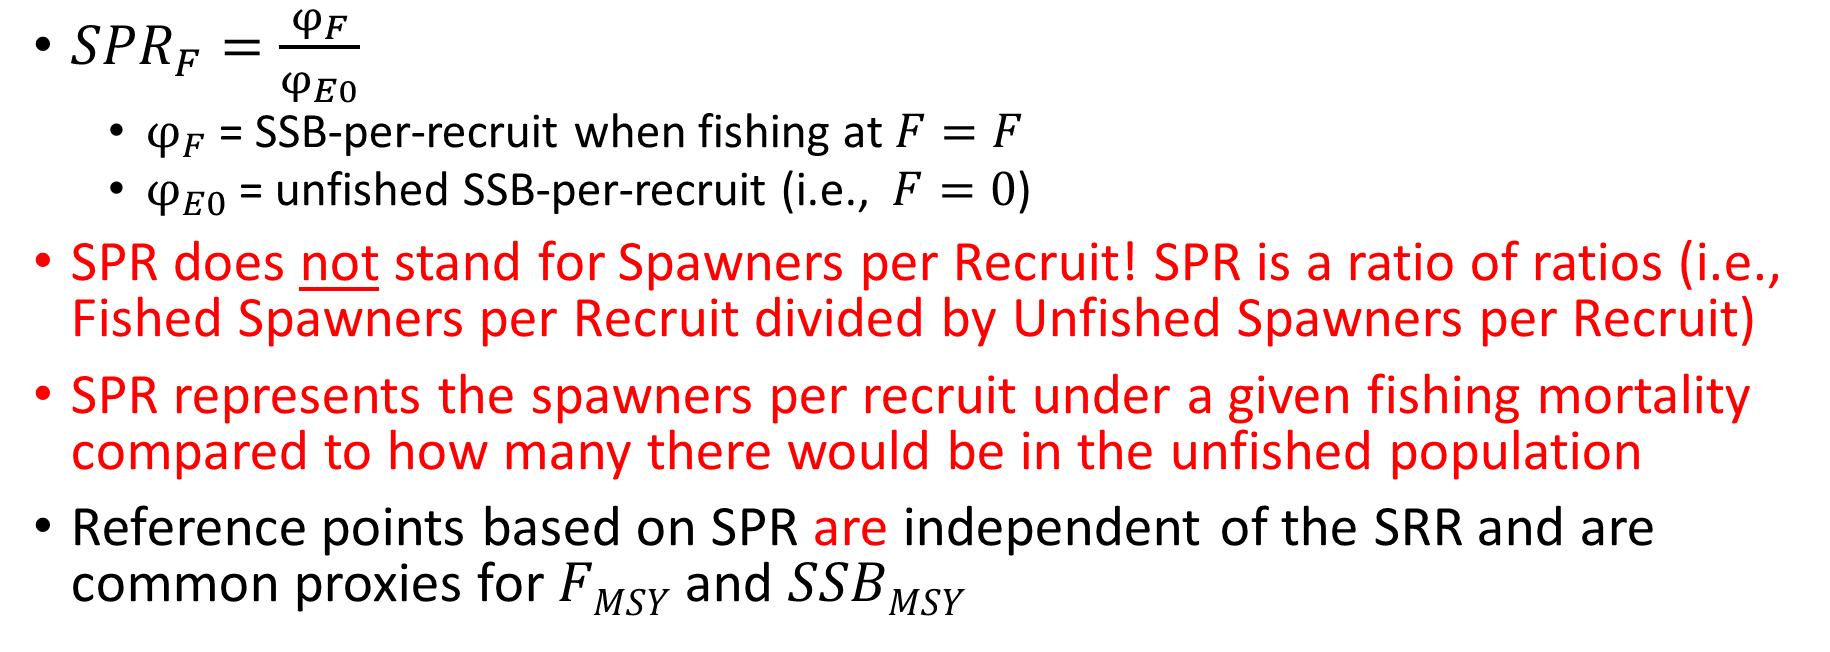 • SPR_F = φ_F / φ_E0
• φ_F = SSB-per-recruit when fishing at F = F
• φ_E0 = unfished SSB-per-recruit (i.e., F = 0)
• SPR does not stand for Spawners per Recruit! SPR is a ratio of ratios (i.e.,
Fished Spawners per Recruit divided by Unfished Spawners per Recruit)
• SPR represents the spawners per recruit under a given fishing mortality
compared to how many there would be in the unfished population
• Reference points based on SPR are independent of the SRR and are
common proxies for F_MSY and SSB_MSY